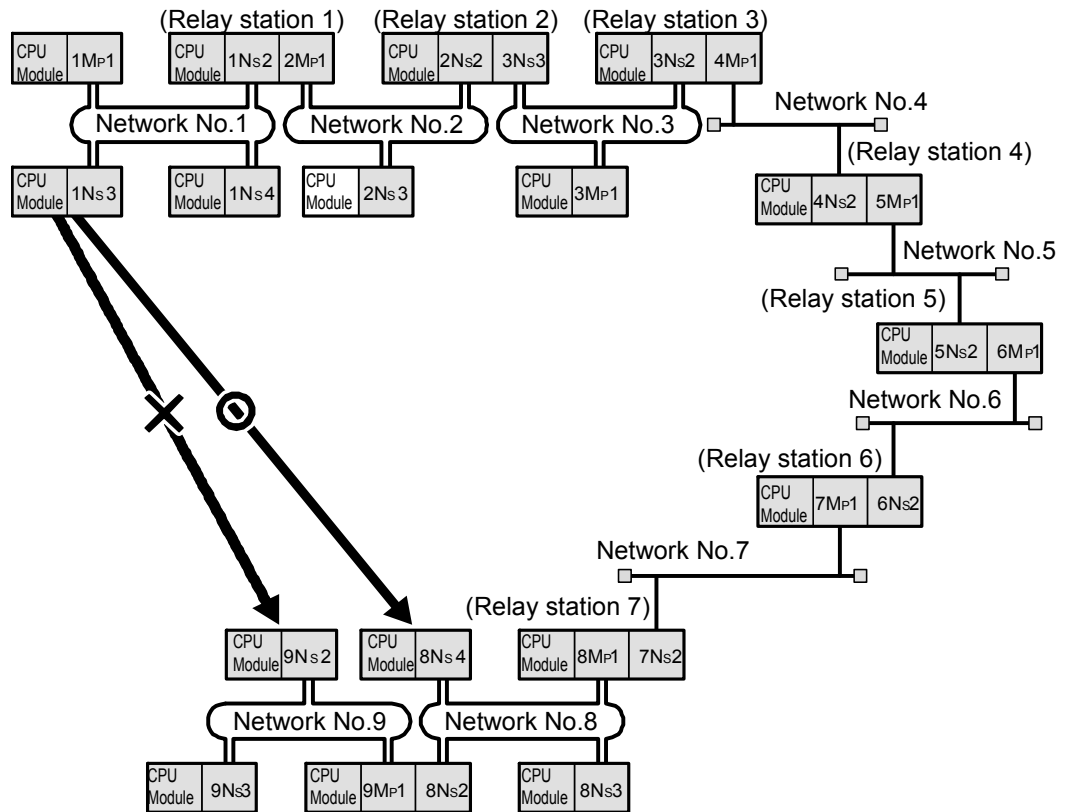 (Relay station 1) (Relay station 2) (Relay station 3)
CPU Module 1MP1
CPU Module 1NS2 2MP1
CPU Module 2NS2 3NS3
CPU Module 3NS2 4MP1
Network No.1
Network No.2
Network No.3
Network No.4
(Relay station 4)
CPU Module 1NS3
CPU Module 1NS4
CPU Module 2NS3
CPU Module 3MP1
CPU Module 4NS2 5MP1
Network No.5
(Relay station 5)
CPU Module 5NS2 6MP1
Network No.6
(Relay station 6)
CPU Module 7MP1 6NS2
Network No.7
(Relay station 7)
CPU Module 9NS2
CPU Module 8NS4
CPU Module 8MP1 7NS2
Network No.9
Network No.8
CPU Module 9NS3
CPU Module 9MP1 8NS2
CPU Module 8NS3